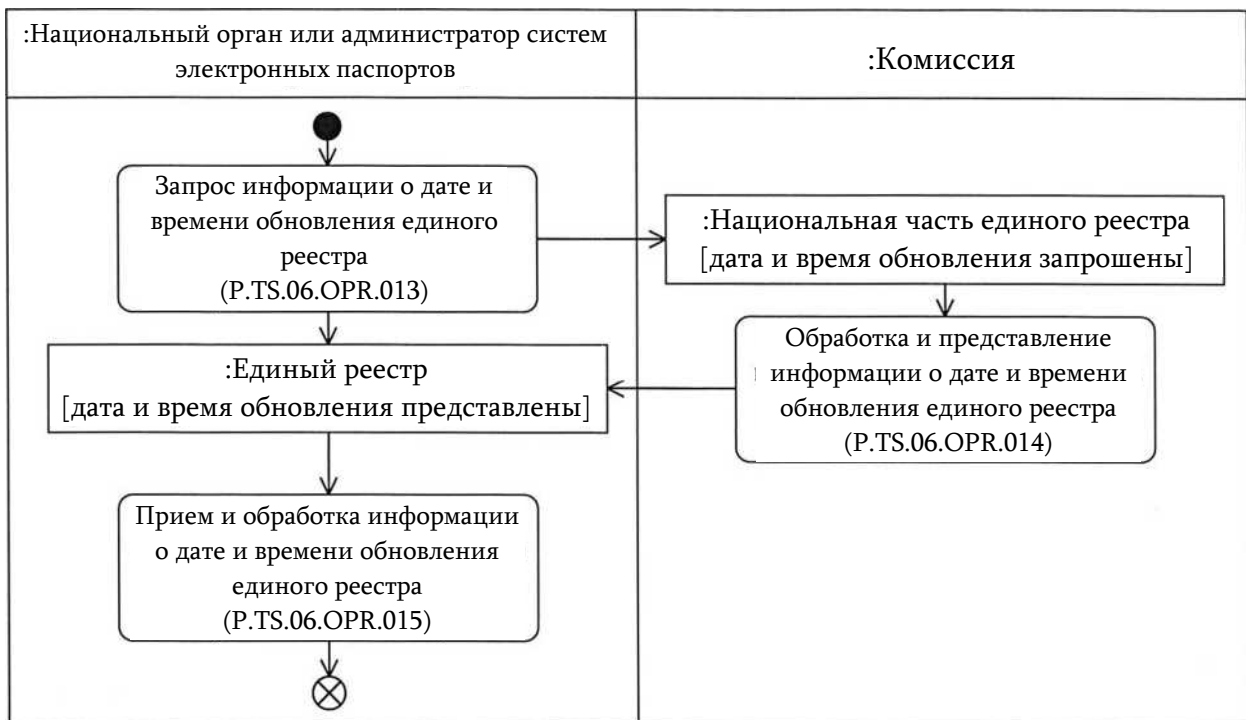 :Национальный орган или администратор систем
электронных паспортов
:Комиссия
Запрос информации о дате и
времени обновления единого
реестра
(P.TS.06.OPR.013)
:Национальная часть единого реестра
[дата и время обновления запрошены]
Обработка и представление
информации о дате и времени
обновления единого реестра
(P.TS.06.OPR.014)
:Единый реестр
[дата и время обновления представлены]
Прием и обработка информации
о дате и времени обновления
единого реестра
(P.TS.06.OPR.015)